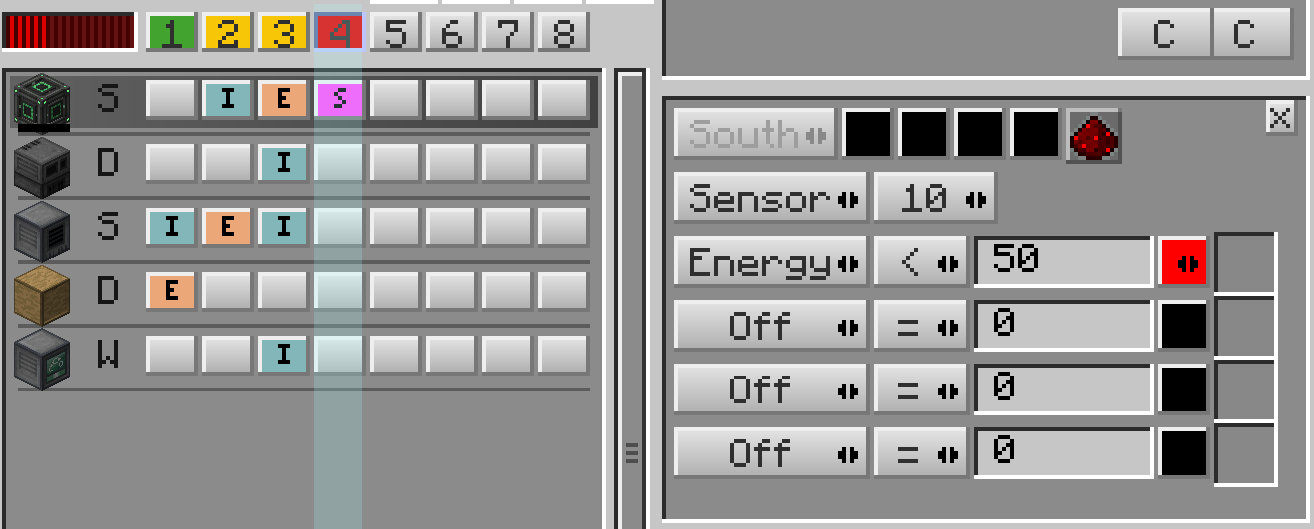 1 2 3 4 5 6 7 8
C C
S I E S
D I
S I E I
D E
W I
South
Sensor 10
Energy < 50
Off = 0
Off = 0
Off = 0